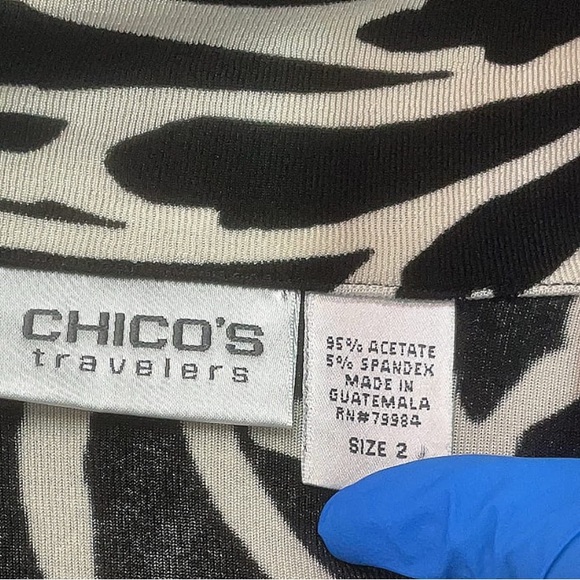 CHICO'S
travelers
95% ACETATE
5% SPANDEX
MADE IN
GUATEMALA
RN#79984
SIZE 2